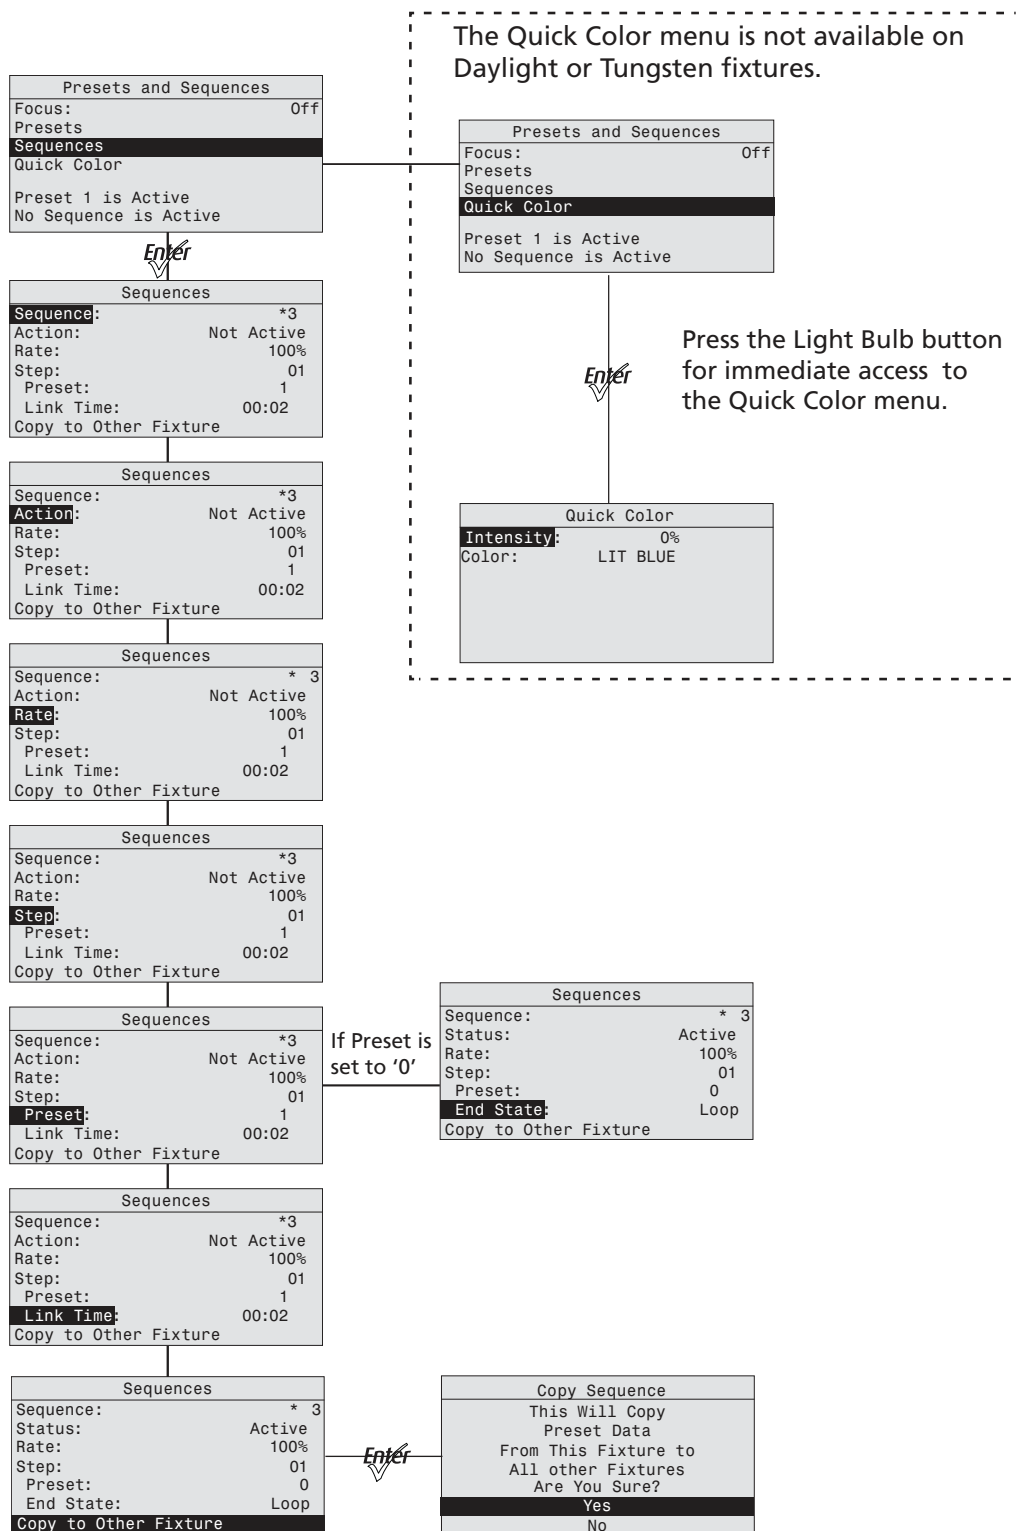 The Quick Color menu is not available on
Daylight or Tungsten fixtures.
Presets and Sequences
Focus: Off
Presets
Sequences
Quick Color
Preset 1 is Active
No Sequence is Active
Enter
Presets and Sequences
Focus: Off
Presets
Sequences
Quick Color
Preset 1 is Active
No Sequence is Active
Enter
Press the Light Bulb button
for immediate access to
the Quick Color menu.
Quick Color
Intensity: 0%
Color: LIT BLUE
Sequences
Sequence: *3
Action: Not Active
Rate: 100%
Step: 01
Preset: 1
Link Time: 00:02
Copy to Other Fixture
Sequences
Sequence: *3
Action: Not Active
Rate: 100%
Step: 01
Preset: 1
Link Time: 00:02
Copy to Other Fixture
Sequences
Sequence: * 3
Action: Not Active
Rate: 100%
Step: 01
Preset: 1
Link Time: 00:02
Copy to Other Fixture
Sequences
Sequence: *3
Action: Not Active
Rate: 100%
Step: 01
Preset: 1
Link Time: 00:02
Copy to Other Fixture
Sequences
Sequence: *3
Action: Not Active
Rate: 100%
Step: 01
Preset: 1
Link Time: 00:02
Copy to Other Fixture
If Preset is
set to ‘0’
Sequences
Sequence: * 3
Status: Active
Rate: 100%
Step: 01
Preset: 0
End State: Loop
Copy to Other Fixture
Sequences
Sequence: *3
Action: Not Active
Rate: 100%
Step: 01
Preset: 1
Link Time: 00:02
Copy to Other Fixture
Sequences
Sequence: * 3
Status: Active
Rate: 100%
Step: 01
Preset: 0
End State: Loop
Copy to Other Fixture
Enter
Copy Sequence
This Will Copy
Preset Data
From This Fixture to
All other Fixtures
Are You Sure?
Yes
No